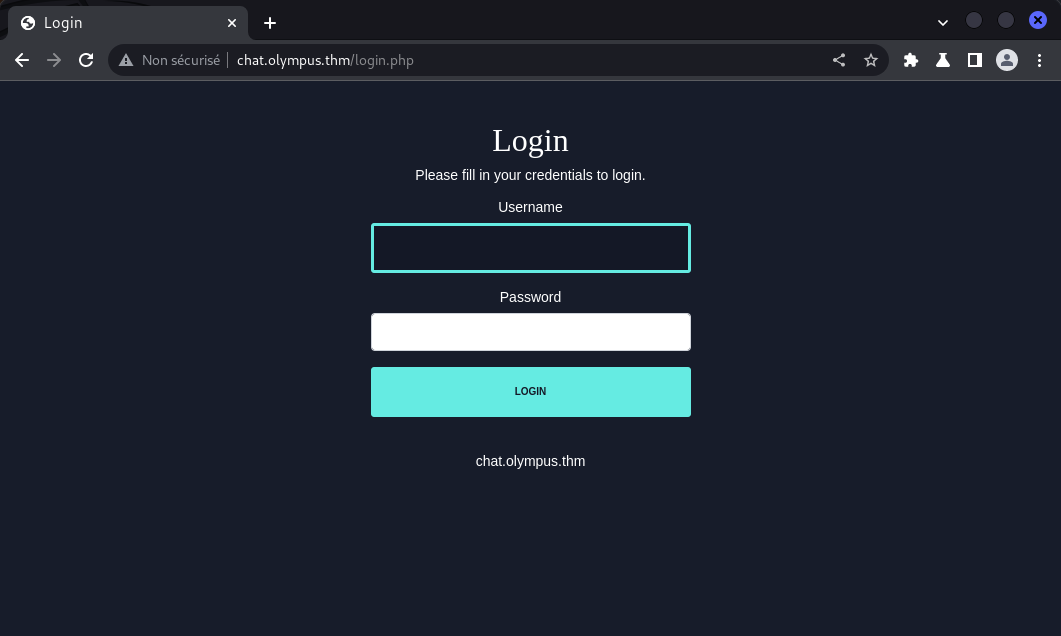 Login
Non sécurisé | chat.olympus.thm/login.php
Login
Please fill in your credentials to login.
Username
Password
LOGIN
chat.olympus.thm